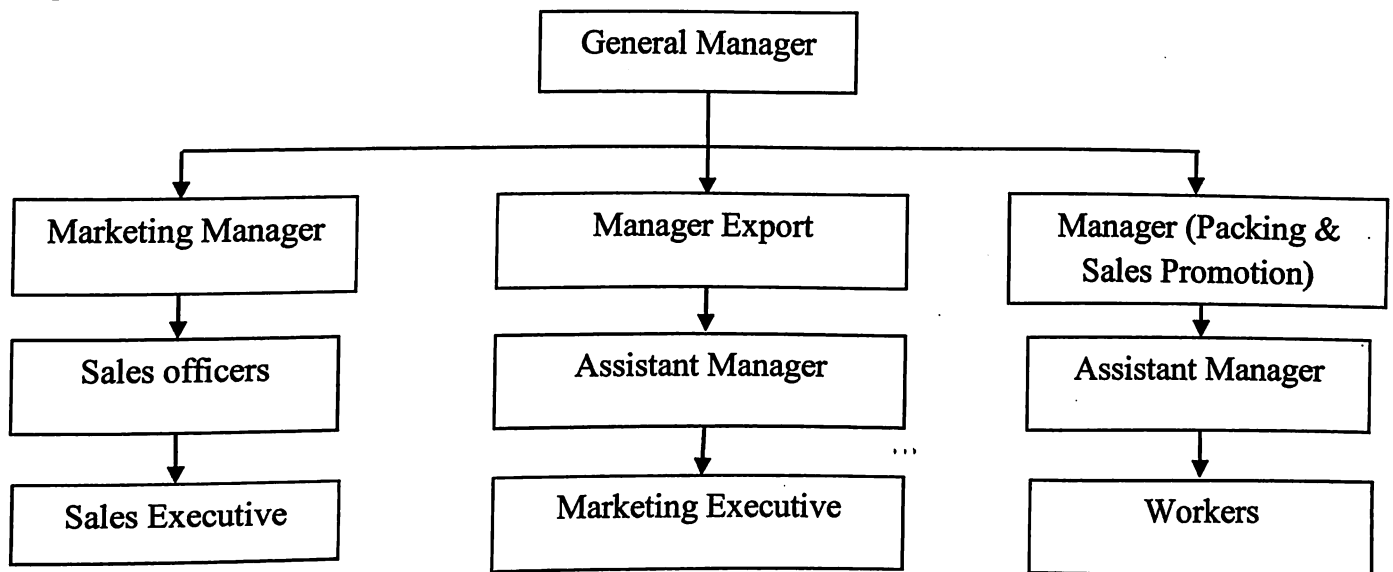 General Manager
Marketing Manager
Manager Export
Manager (Packing &
Sales Promotion)
Sales officers
Assistant Manager
Assistant Manager
Sales Executive
Marketing Executive
Workers